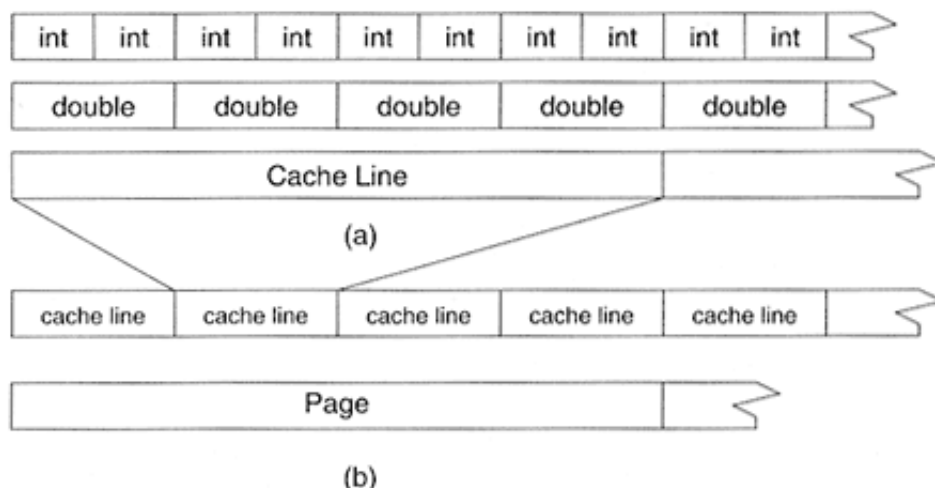 int int int int int int int int int int
double double double double double
Cache Line
(a)
cache line cache line cache line cache line cache line
Page
(b)